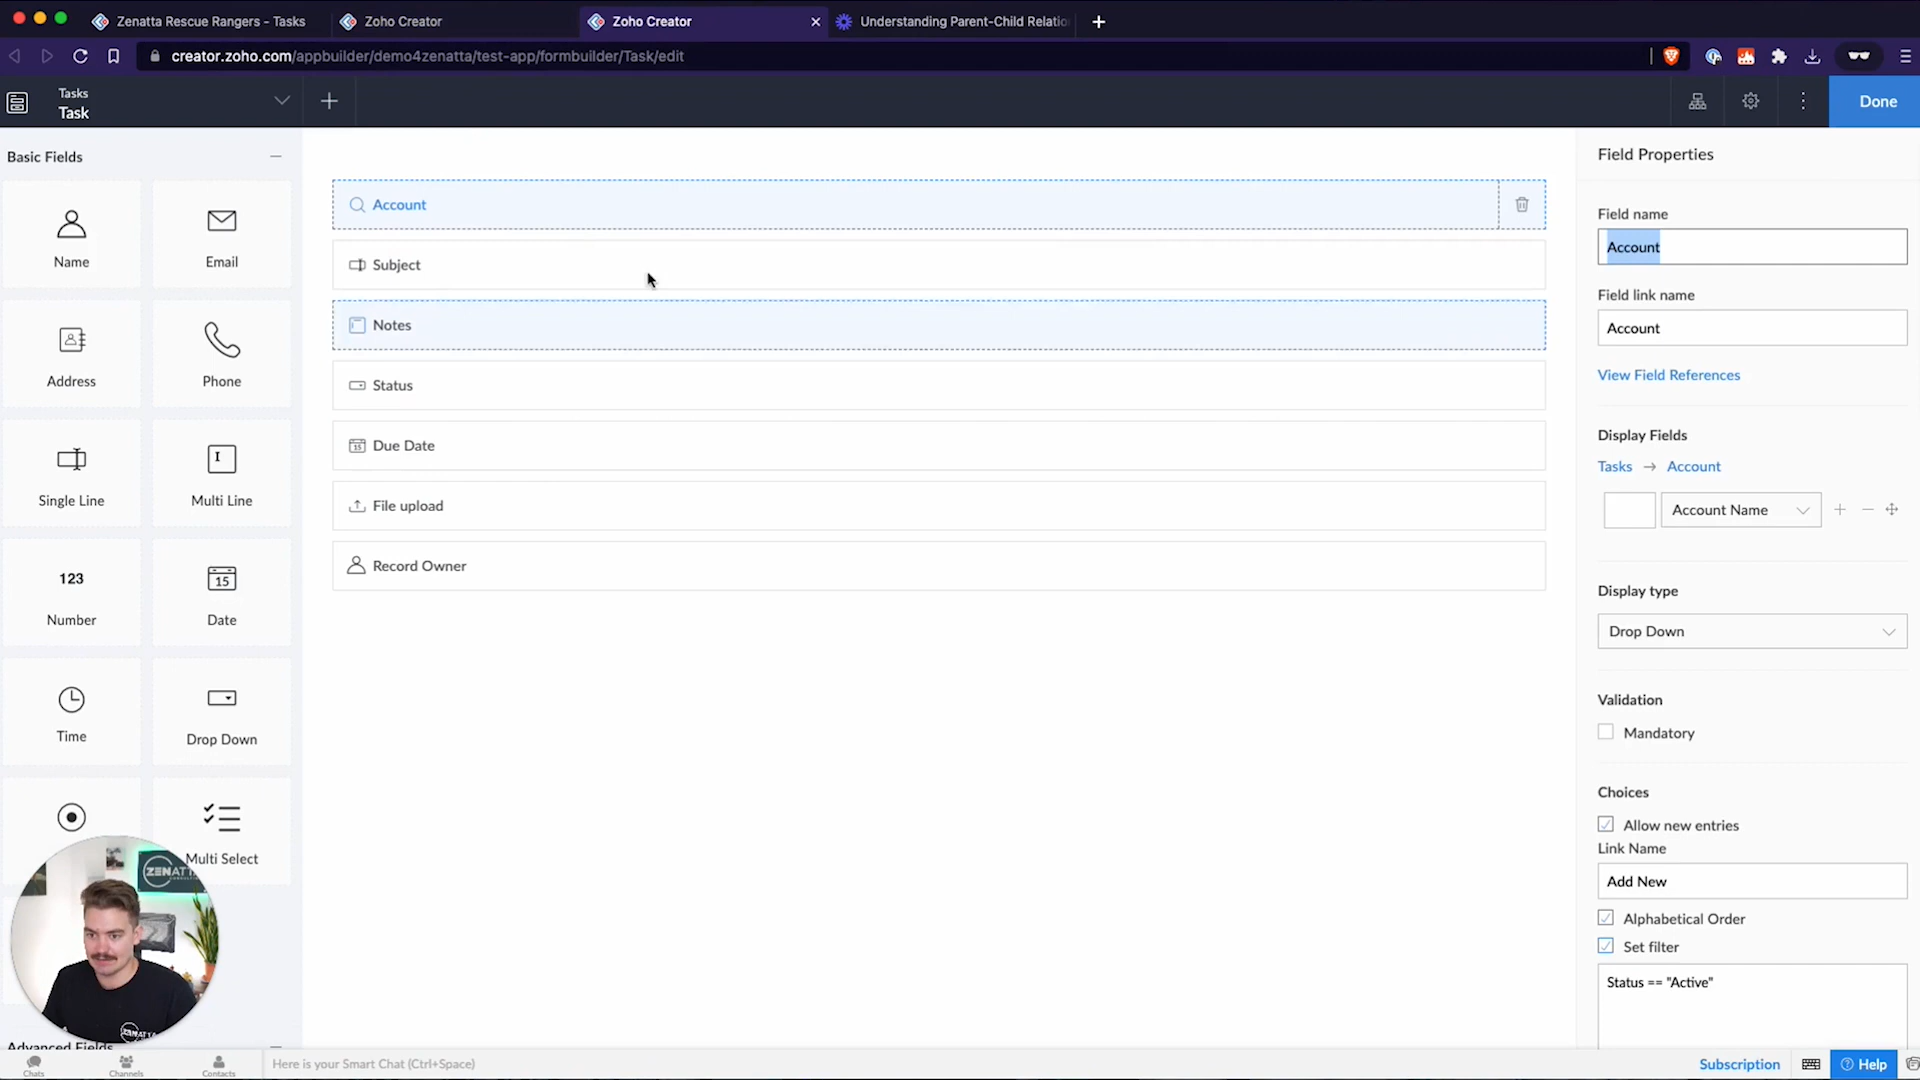 Zenatta Rescue Rangers - Tasks
Zoho Creator
Zoho Creator
Understanding Parent-Child Relatio
creator.zoho.com/appbuilder/demo4zenatta/test-app/formbuilder/Task/edit
Tasks
Task
Done
Basic Fields
Name
Email
Address
Phone
Single Line
Multi Line
123
Number
15
Date
Time
Drop Down
Multi Select
Advanced Fields
Account
Subject
Notes
Status
15
Due Date
File upload
Record Owner
Field Properties
Field name
Account
Field link name
Account
View Field References
Display Fields
Tasks → Account
Account Name
Display type
Drop Down
Validation
Mandatory
Choices
Allow new entries
Link Name
Add New
Alphabetical Order
Set filter
Status == "Active"
Chats
Channels
Contacts
Here is your Smart Chat (Ctrl+Space)
Subscription
Help